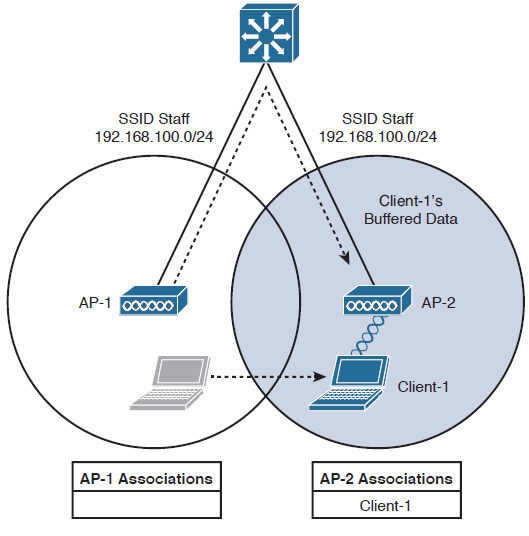 SSID Staff
192.168.100.0/24
SSID Staff
192.168.100.0/24
Client-1's
Buffered Data
AP-1
AP-2
Client-1
AP-1 Associations
AP-2 Associations
Client-1